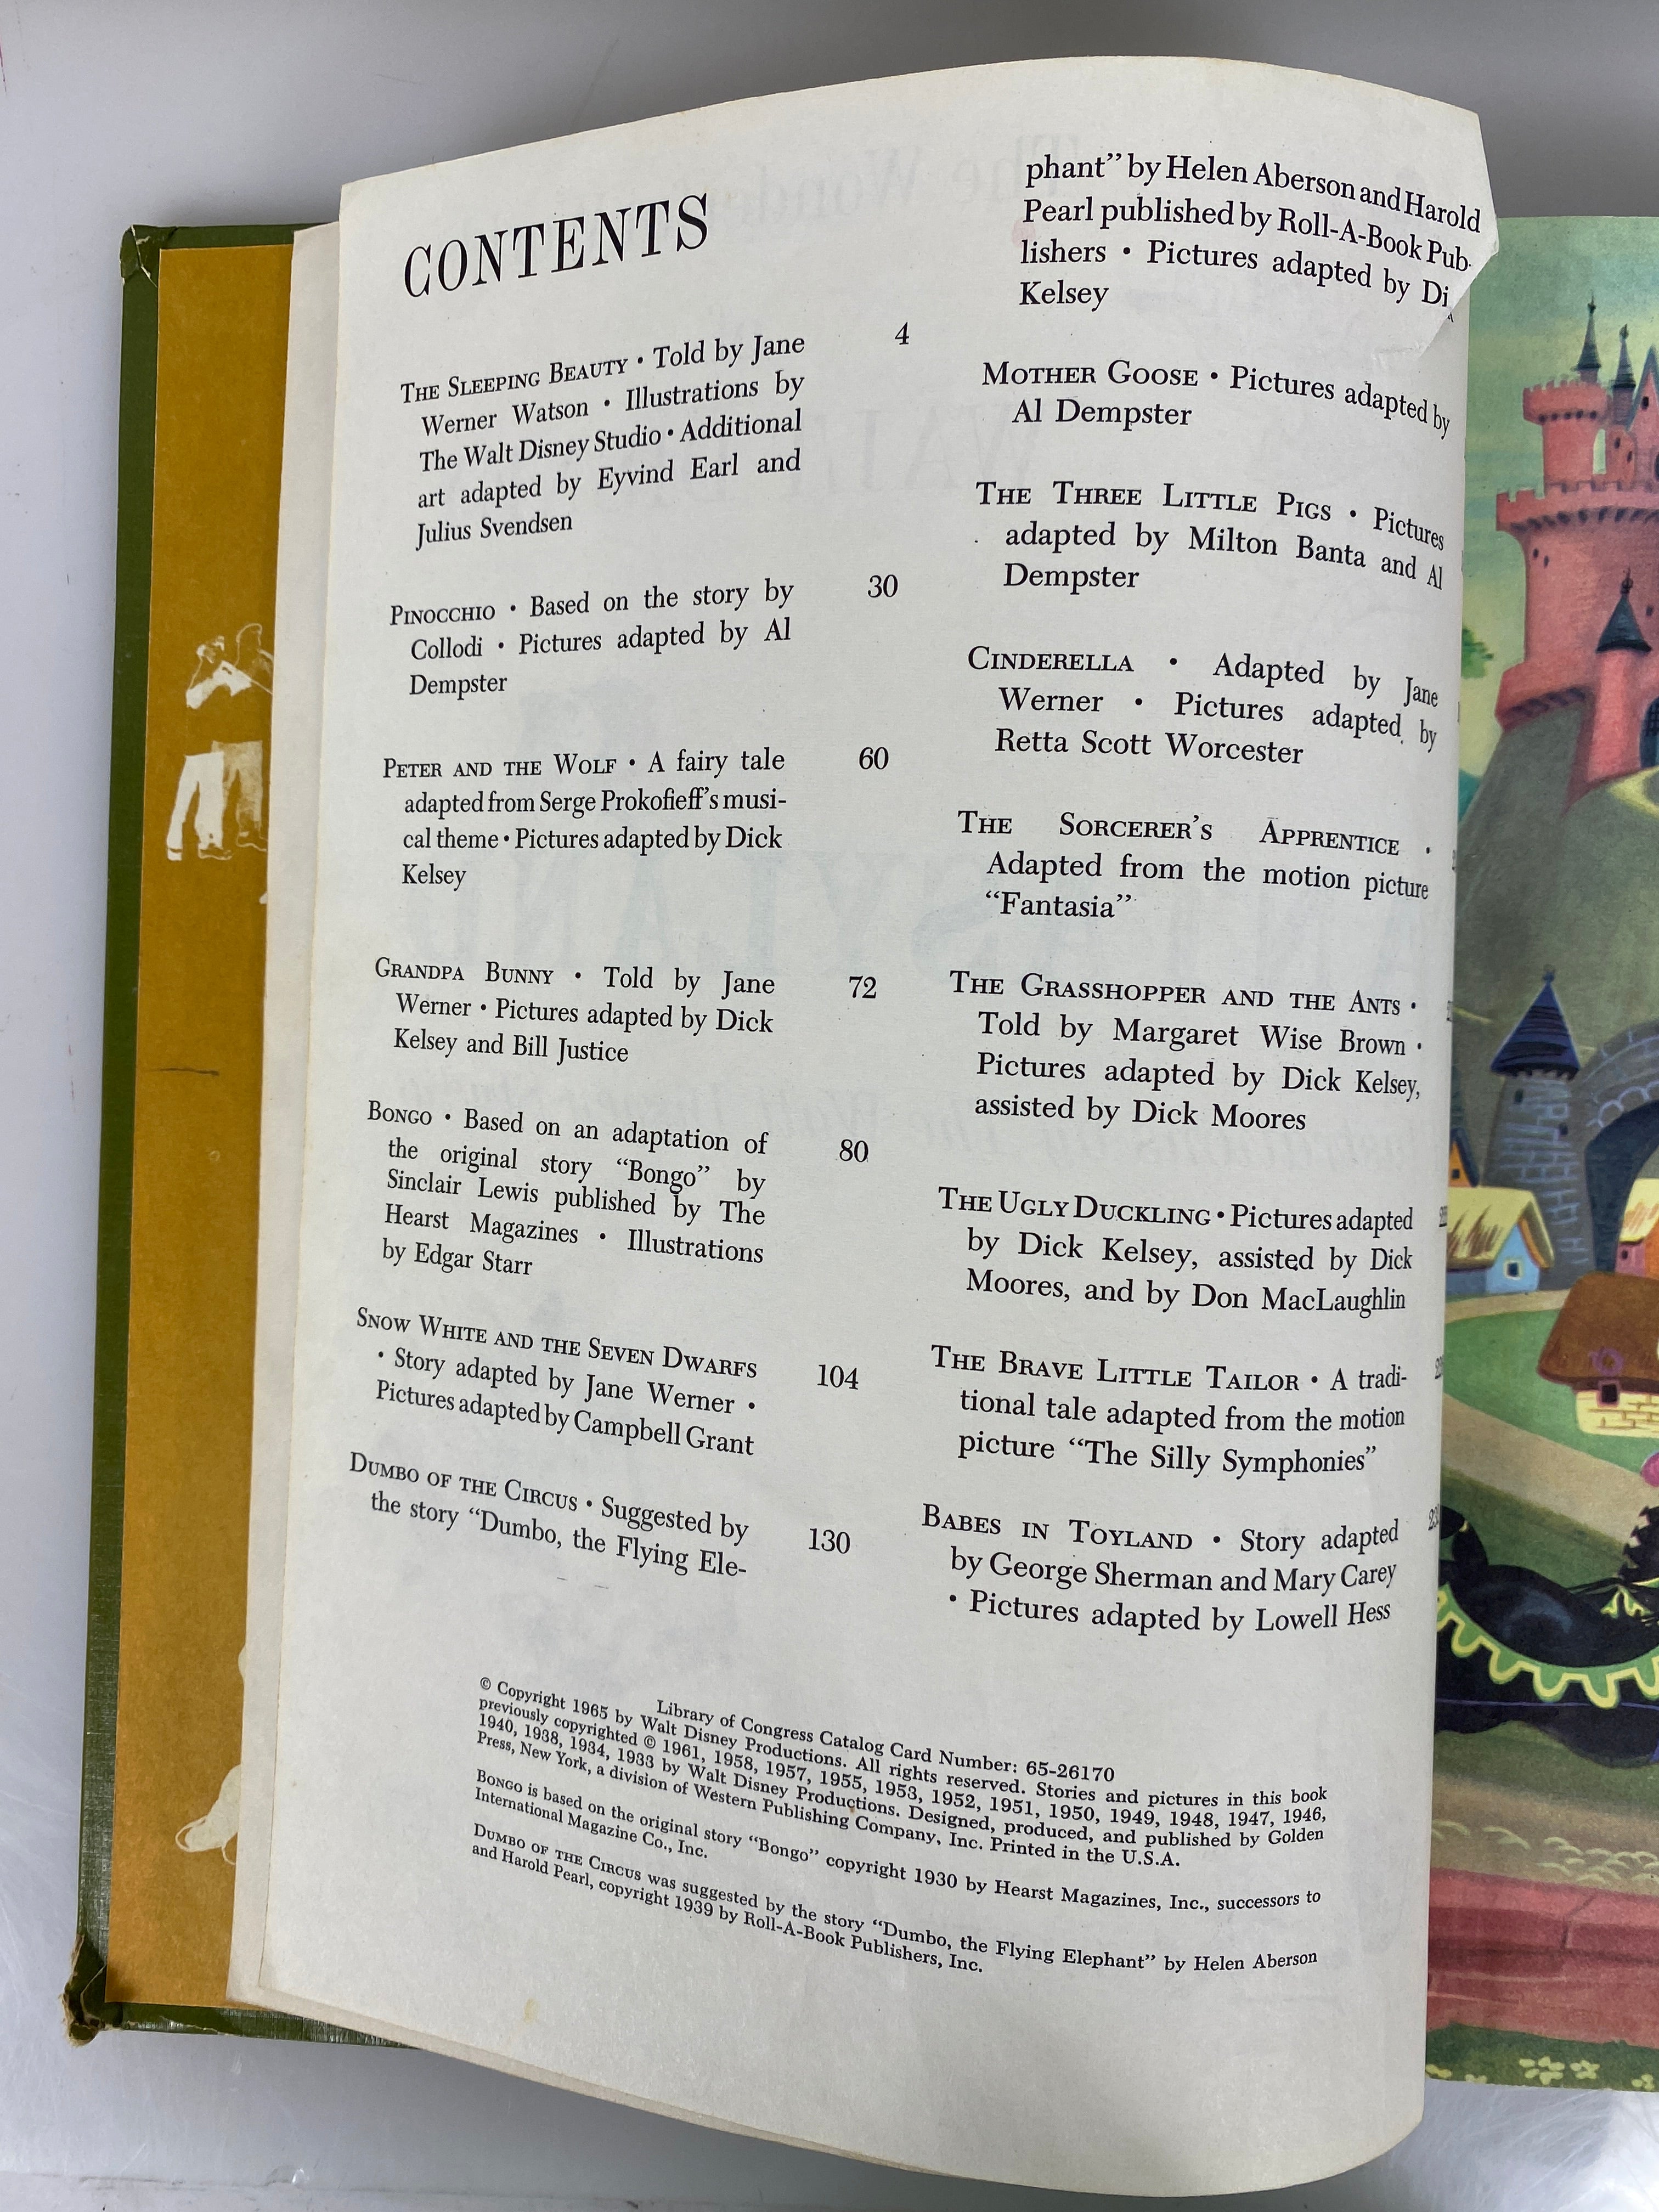 CONTENTS
THE SLEEPING BEAUTY • Told by Jane 4
Werner Watson • Illustrations by
The Walt Disney Studio • Additional
art adapted by Eyvind Earl and
Julius Svendsen
PINOCCHIO • Based on the story by 30
Collodi • Pictures adapted by Al
Dempster
PETER AND THE WOLF • A fairy tale 60
adapted from Serge Prokofieff's musi-
cal theme • Pictures adapted by Dick
Kelsey
GRANDPA BUNNY • Told by Jane 72
Werner • Pictures adapted by Dick
Kelsey and Bill Justice
BONGO • Based on an adaptation of 80
the original story “Bongo” by
Sinclair Lewis published by The
Hearst Magazines • Illustrations
by Edgar Starr
SNOW WHITE AND THE SEVEN DWARFS 104
• Story adapted by Jane Werner •
Pictures adapted by Campbell Grant
DUMBO OF THE CIRCUS • Suggested by 130
the story “Dumbo, the Flying Ele-
phant” by Helen Aberson and Harold
Pearl published by Roll-A-Book Pub-
lishers • Pictures adapted by
Kelsey
MOTHER GOOSE • Pictures adapted by
Al Dempster
THE THREE LITTLE PIGS • Pictures
adapted by Milton Banta and Al
Dempster
CINDERELLA • Adapted by Jane
Werner • Pictures adapted by
Retta Scott Worcester
THE SORCERER'S APPRENTICE •
Adapted from the motion picture
“Fantasia”
THE GRASSHOPPER AND THE ANTS •
Told by Margaret Wise Brown •
Pictures adapted by Dick Kelsey,
assisted by Dick Moores
THE UGLY DUCKLING • Pictures adapted
by Dick Kelsey, assisted by Dick
Moores, and by Don MacLaughlin
THE BRAVE LITTLE TAILOR • A tradi-
tional tale adapted from the motion
picture “The Silly Symphonies”
BABES IN TOYLAND • Story adapted
by George Sherman and Mary Carey
• Pictures adapted by Lowell Hess
Library of Congress Catalog Card Number: 65-26170
© Copyright 1965 by Walt Disney Productions. All rights reserved. Stories and pictures in this book
previously copyrighted © 1961, 1958, 1957, 1955, 1953, 1952, 1951, 1950, 1949, 1948, 1947, 1946,
1940, 1938, 1934, 1933 by Walt Disney Productions. Designed, produced, and published by Golden
Press, New York, a division of Western Publishing Company, Inc. Printed in the U.S.A.
BONGO is based on the original story “Bongo” copyright 1930 by Hearst Magazines, Inc., successors to
International Magazine Co., Inc.
DUMBO OF THE CIRCUS was suggested by the story “Dumbo, the Flying Elephant” by Helen Aberson
and Harold Pearl, copyright 1939 by Roll-A-Book Publishers, Inc.